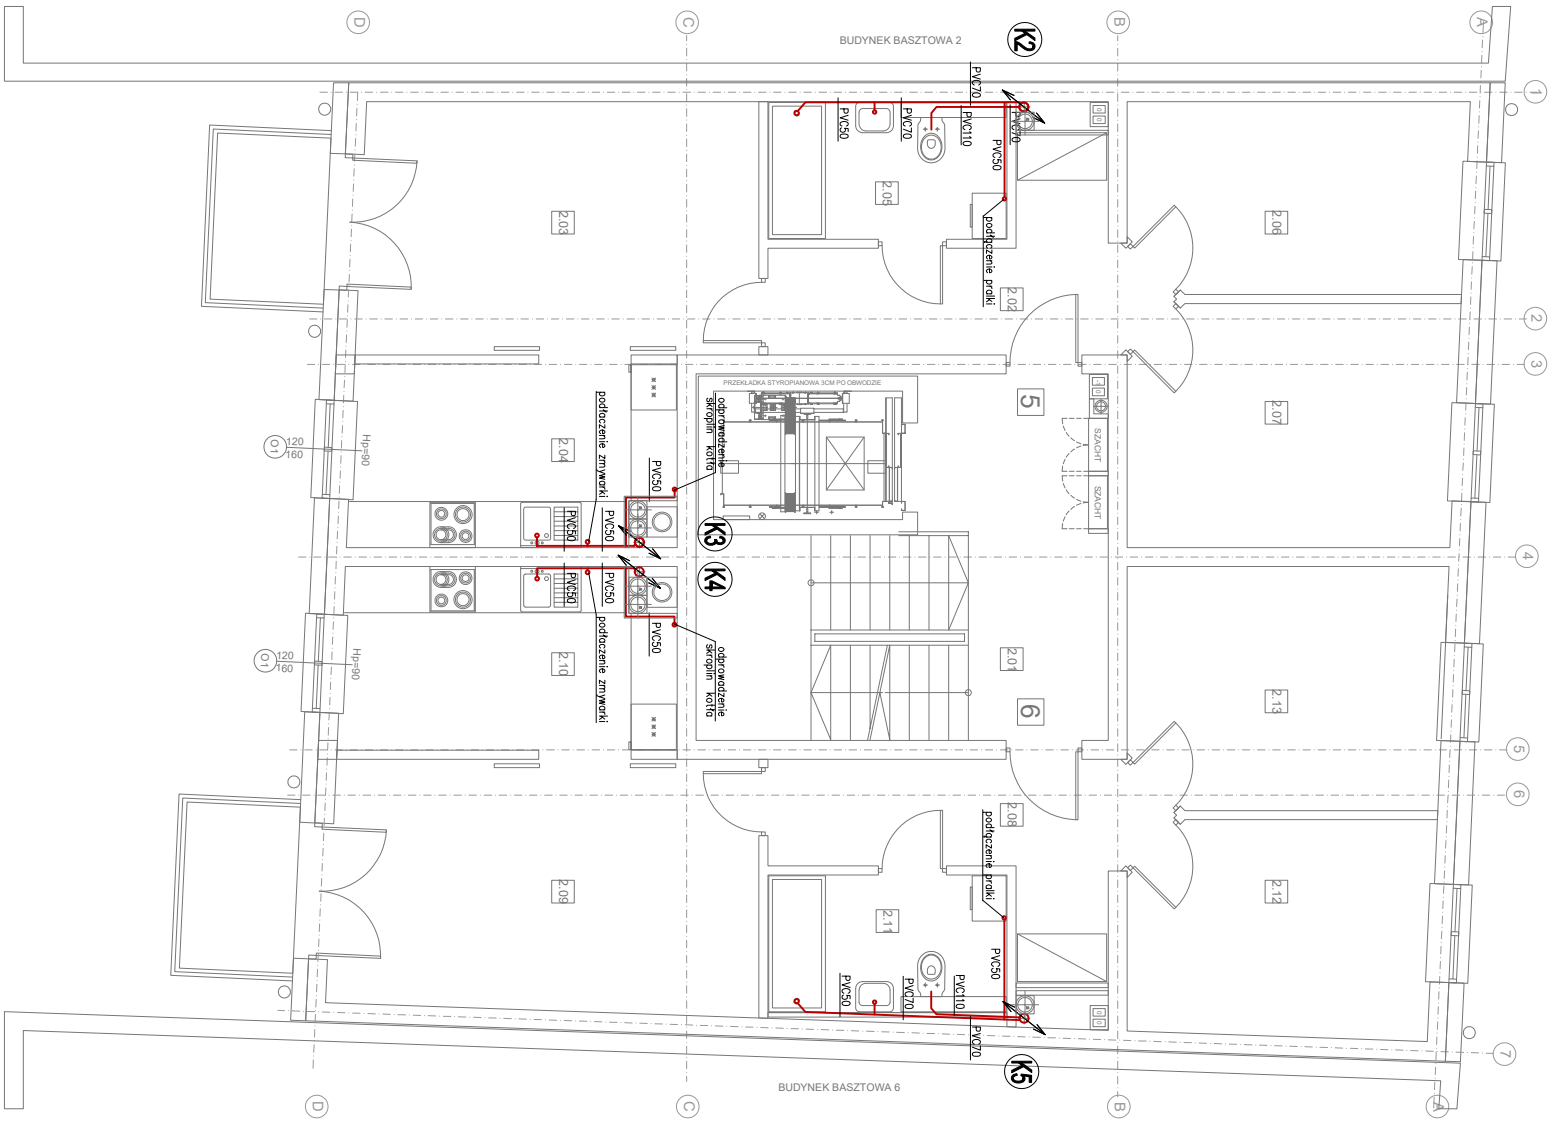 D
C
B
A
BUDYNEK BASZTOWA 2
K2
1
PVC70
PVC50
PVC70
PVC110
PVC70
PVC50
2.05
podłączenie pralki
2.03
2.06
2.02
2
3
PRZEKŁADKA STYROPIANOWA 3CM PO OBWODZIE
5
2.07
SZACHT
SZACHT
podłączenie zmywarki
odprowadzenie
skroplin kotła
O1
120
160
Hp=90
2.04
PVC50
PVC50
PVC50
K3
4
K4
PVC50
PVC50
PVC50
podłączenie zmywarki
odprowadzenie
skroplin kotła
O1
120
160
Hp=90
2.10
2.01
6
2.13
5
6
2.08
podłączenie pralki
2.09
2.11
2.12
PVC50
PVC50
PVC70
PVC110
PVC70
K5
7
BUDYNEK BASZTOWA 6
D
C
B
A